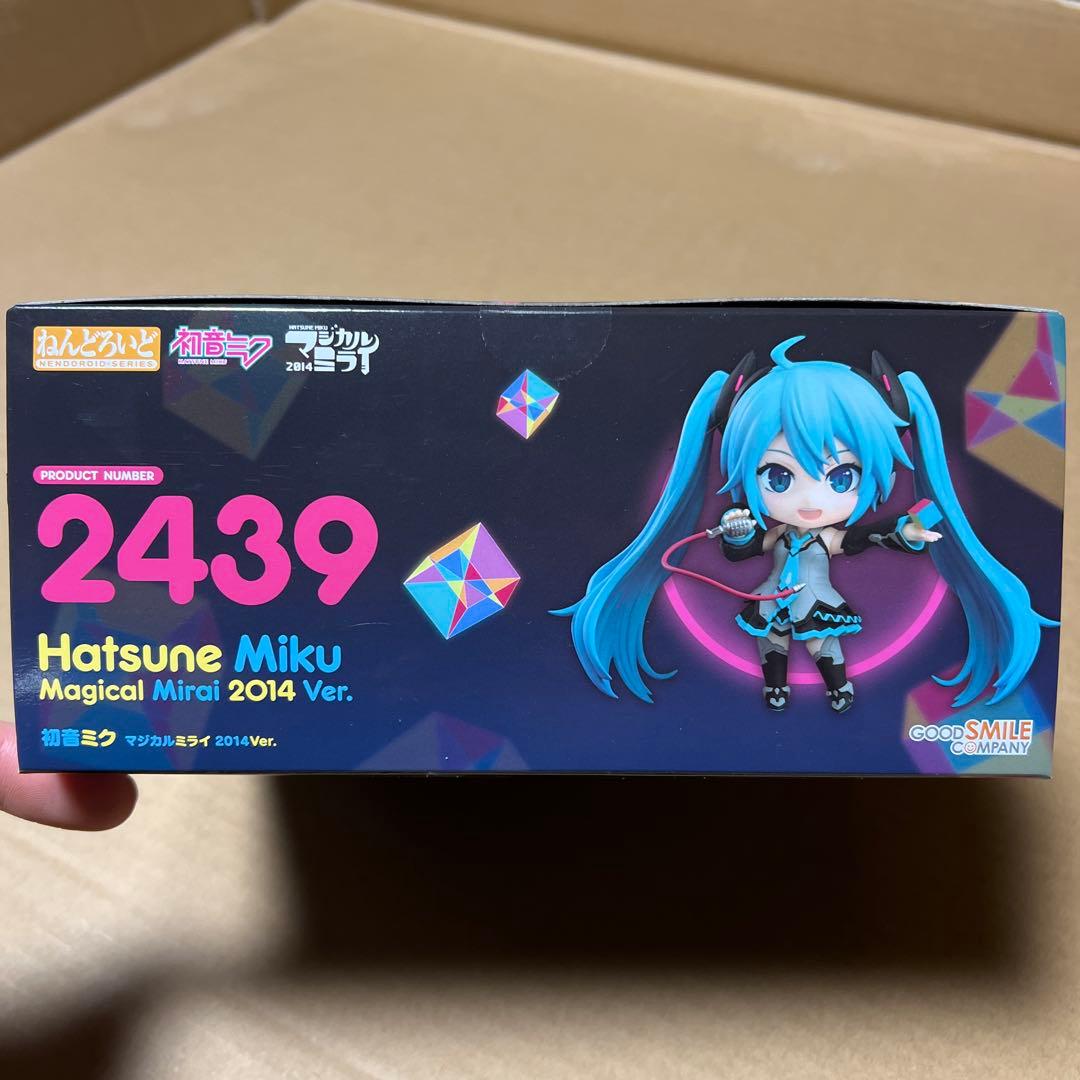 ねんどろいど
NENDOROID SERIES
初音ミク
HATSUNE MIKU
HATSUNE MIKU
マジカル
2014 ミライ
PRODUCT NUMBER
2439
Hatsune Miku
Magical Mirai 2014 Ver.
初音ミク マジカルミライ 2014Ver.
GOOD SMILE
COMPANY